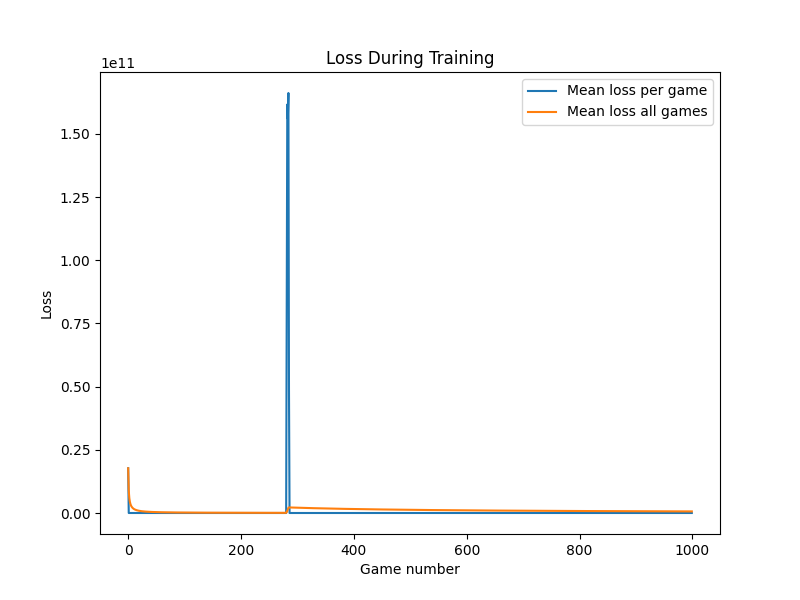 Loss During Training
1e11
Mean loss per game
Mean loss all games
1.50
1.25
1.00
0.75
0.50
0.25
0.00
Loss
0 200 400 600 800 1000
Game number